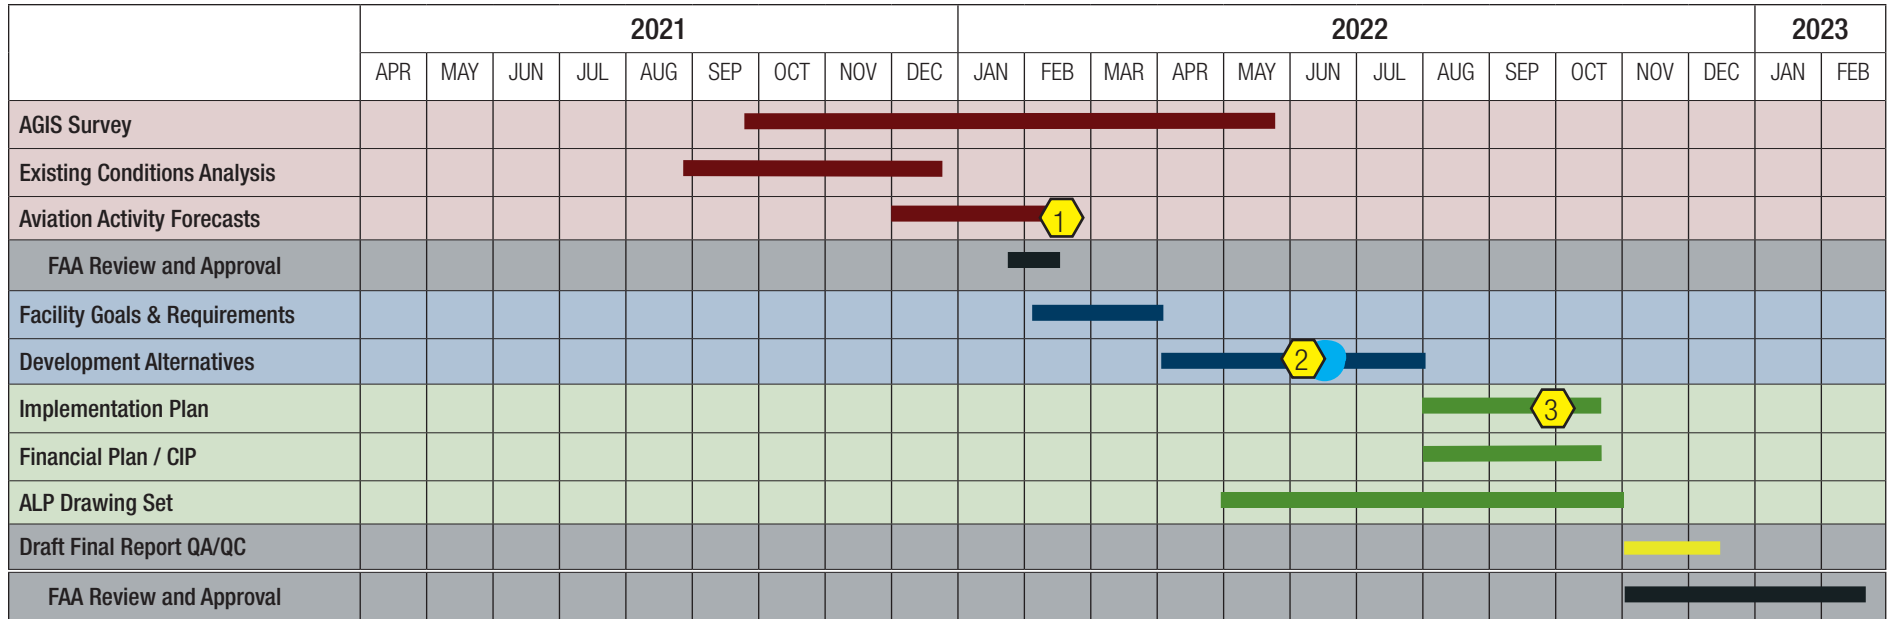 2021 2022 2023
APR MAY JUN JUL AUG SEP OCT NOV DEC JAN FEB MAR APR MAY JUN JUL AUG SEP OCT NOV DEC JAN FEB
AGIS Survey
Existing Conditions Analysis
Aviation Activity Forecasts 1
FAA Review and Approval
Facility Goals & Requirements
Development Alternatives 2
Implementation Plan 3
Financial Plan / CIP
ALP Drawing Set
Draft Final Report QA/QC
FAA Review and Approval